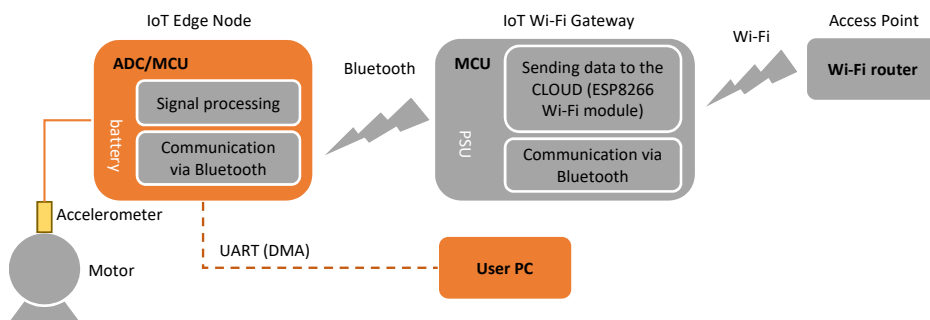 IoT Edge Node
IoT Wi-Fi Gateway
Access Point
ADC/MCU
Signal processing
Communication
via Bluetooth
battery
Bluetooth
MCU
Sending data to the
CLOUD (ESP8266
Wi-Fi module)
PSU
Communication via
Bluetooth
Wi-Fi
Wi-Fi router
Accelerometer
Motor
UART (DMA)
User PC